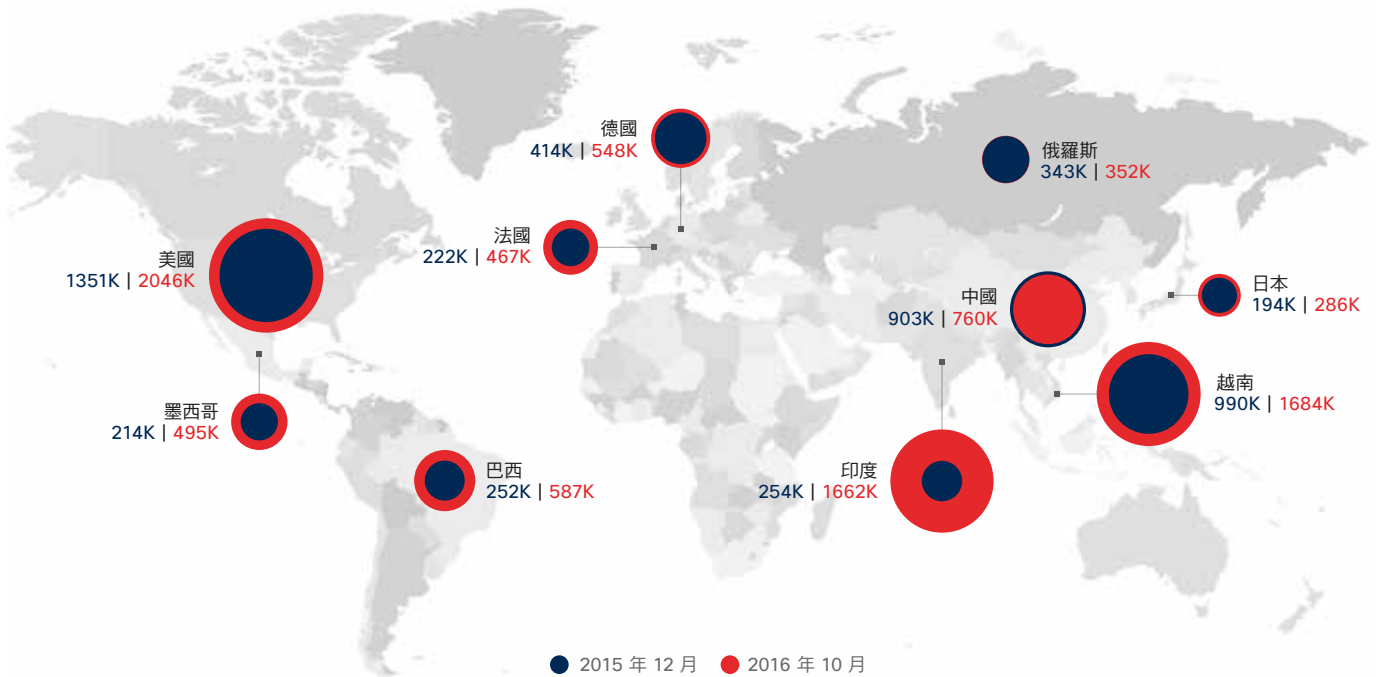 德國
414K | 548K
俄羅斯
343K | 352K
法國
222K | 467K
美國
1351K | 2046K
日本
194K | 286K
中國
903K | 760K
越南
990K | 1684K
墨西哥
214K | 495K
巴西
252K | 587K
印度
254K | 1662K
2015 年 12 月 2016 年 10 月